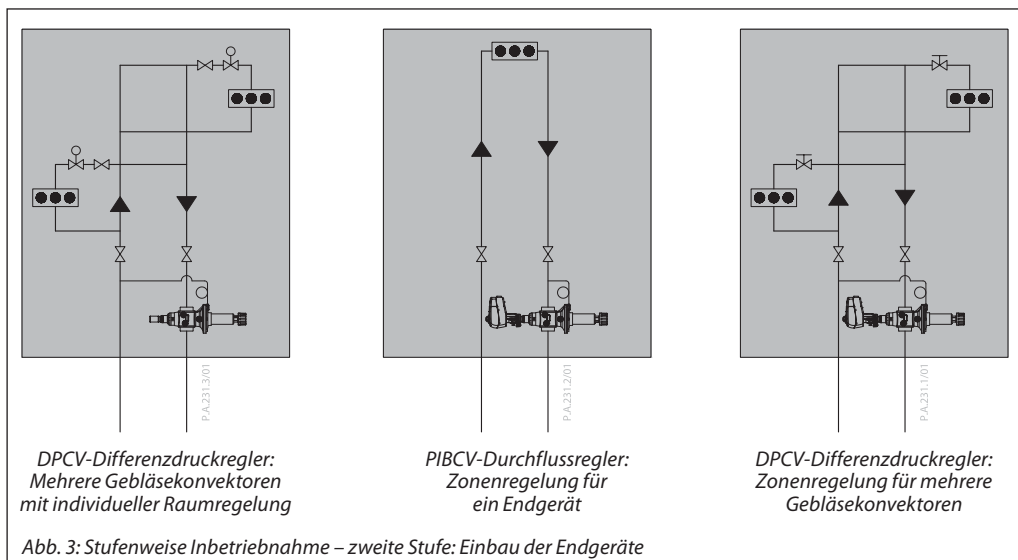 P.A.231.3/01
P.A.231.2/01
P.A.231.1/01
DPCV-Differenzdruckregler:
Mehrere Gebläsekonvektoren
mit individueller Raumregelung
PIBCV-Durchflussregler:
Zonenregelung für
ein Endgerät
DPCV-Differenzdruckregler:
Zonenregelung für mehrere
Gebläsekonvektoren
Abb. 3: Stufenweise Inbetriebnahme – zweite Stufe: Einbau der Endgeräte